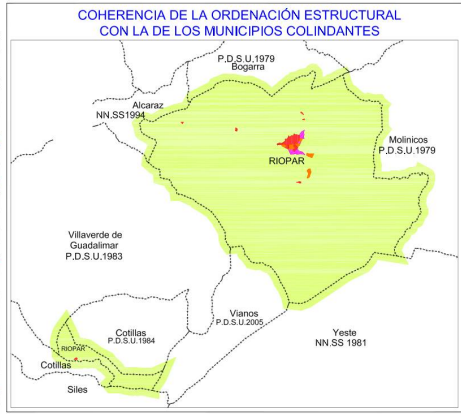 COHERENCIA DE LA ORDENACIÓN ESTRUCTURAL
CON LA DE LOS MUNICIPIOS COLINDANTES
P.D.S.U.1979
Bogarra
Alcaraz
NN.SS1994
Molinicos
P.D.S.U.1979
RIOPAR
Villaverde de
Guadalimar
P.D.S.U.1983
Vianos
P.D.S.U.2005
Yeste
NN.SS 1981
Cotillas
P.D.S.U.1984
RIOPAR
Cotillas
Siles